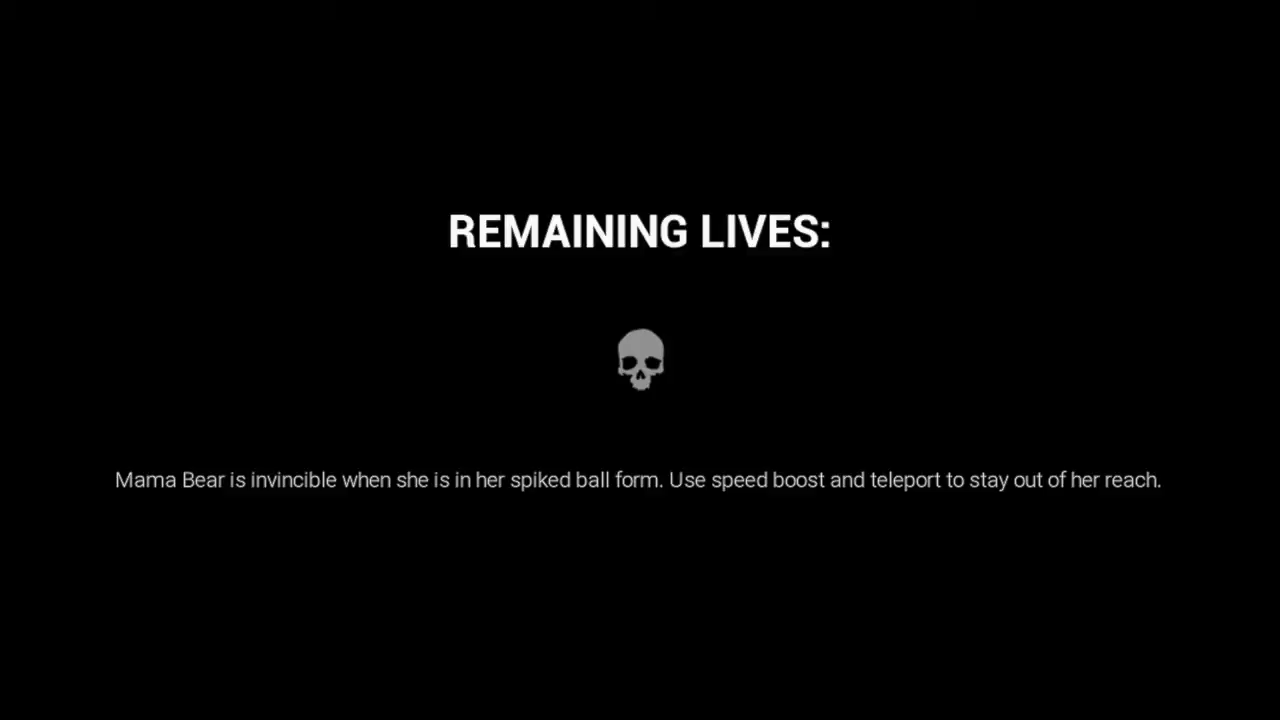 REMAINING LIVES:
Mama Bear is invincible when she is in her spiked ball form. Use speed boost and teleport to stay out of her reach.